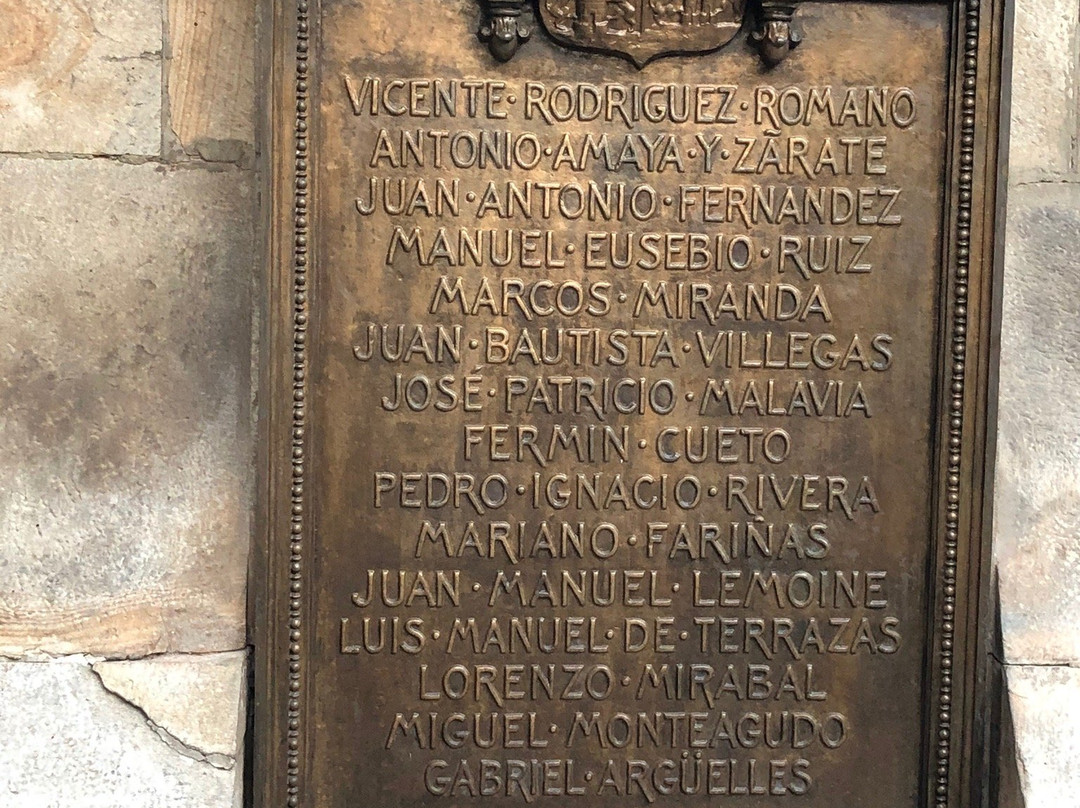 VICENTE·RODRIGUEZ·ROMANO
ANTONIO·AMAYA·Y·ZÃRATE
JUAN·ANTONIO·FERNANDEZ
MANUEL·EUSEBIO·RUIZ
MARCOS·MIRANDA
JUAN·BAUTISTA·VILLEGAS
JOSÉ·PATRICIO·MALAVIA
FERMIN·CUETO
PEDRO·IGNACIO·RIVERA
MARIANO·FARIÑAS
JUAN·MANUEL·LEMOINE
LUIS·MANUEL·DE·TERRAZAS
LORENZO·MIRABAL
MIGUEL·MONTEAGUDO
GABRIEL·ARGÜELLES